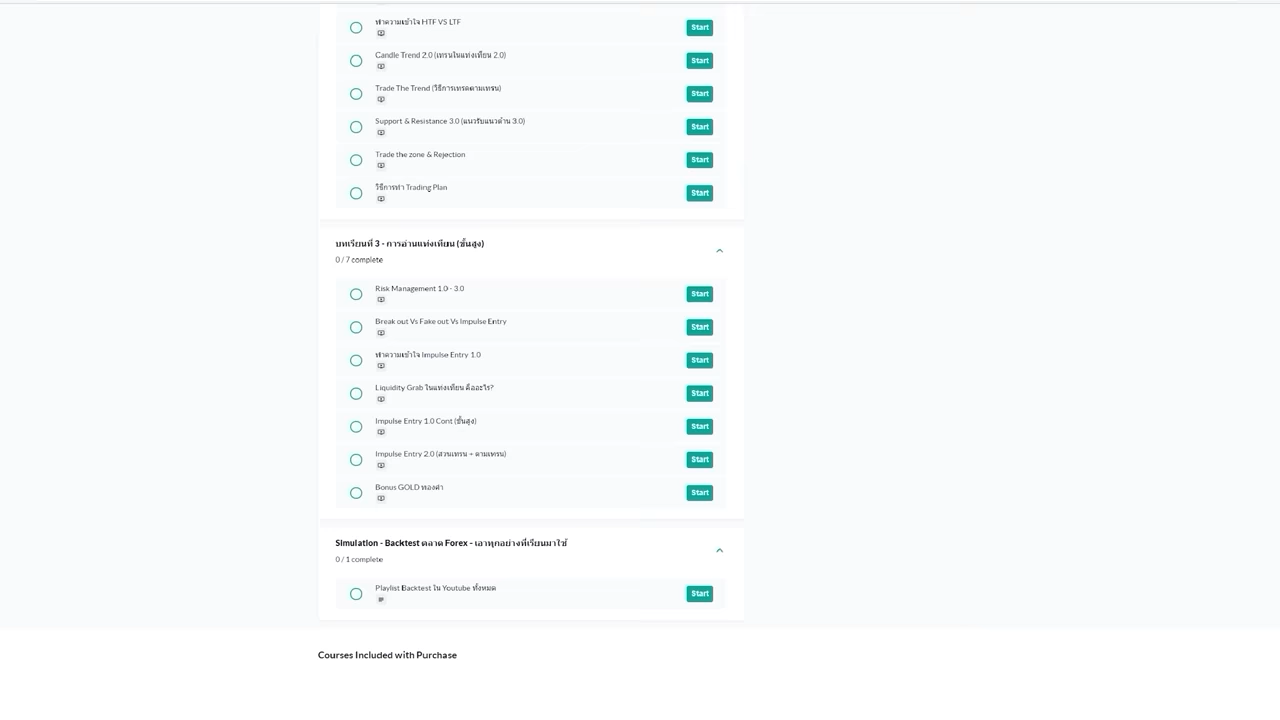 ทำความเข้าใจ HTF VS LTF
Start
Candle Trend 2.0 (เทรนในแท่งเทียน 2.0)
Start
Trade The Trend (วิธีการเทรดตามเทรน)
Start
Support & Resistance 3.0 (แนวรับแนวต้าน 3.0)
Start
Trade the zone & Rejection
Start
วิธีการทำ Trading Plan
Start
บทเรียนที่ 3 - การอ่านแท่งเทียน (ขั้นสูง)
0 / 7 complete
Risk Management 1.0 - 3.0
Start
Break out Vs Fake out Vs Impulse Entry
Start
ทำความเข้าใจ Impulse Entry 1.0
Start
Liquidity Grab ในแท่งเทียน คืออะไร?
Start
Impulse Entry 1.0 Cont (ขั้นสูง)
Start
Impulse Entry 2.0 (สวนเทรน + ตามเทรน)
Start
Bonus GOLD ทองคำ
Start
Simulation - Backtest ตลาด Forex - เอาทุกอย่างที่เรียนมาใช้
0 / 1 complete
Playlist Backtest ใน Youtube ทั้งหมด
Start
Courses Included with Purchase